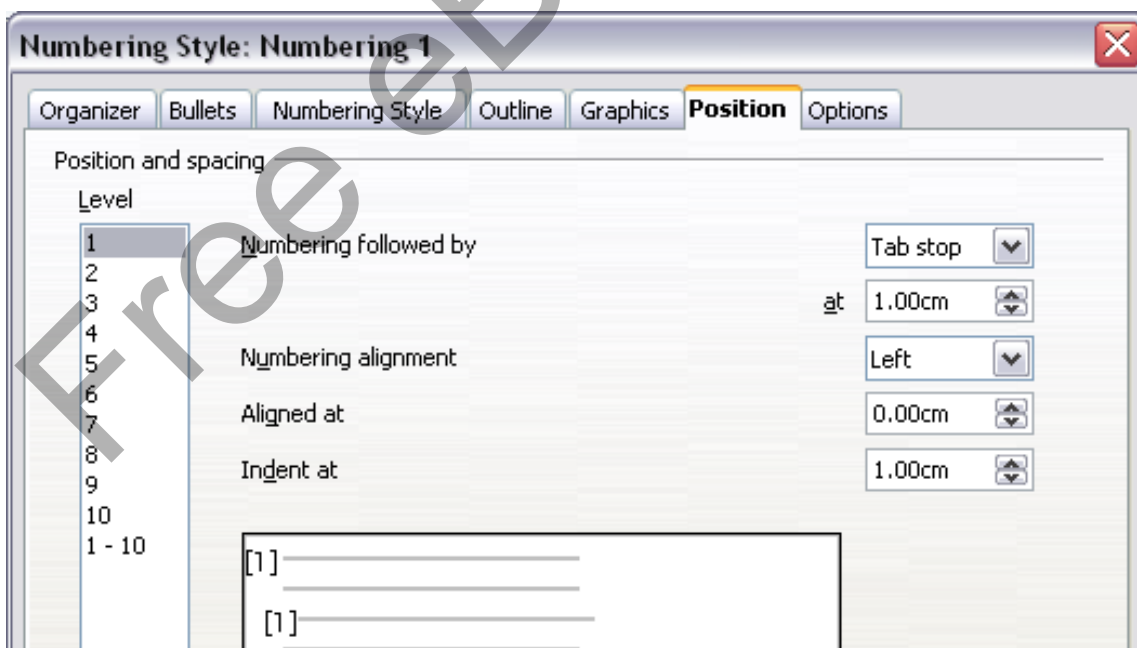 Numbering Style: Numbering 1
Organizer Bullets Numbering Style Outline Graphics Position Options
Position and spacing
Level
1
2
3
4
5
6
7
8
9
10
1 - 10
Numbering followed by Tab stop
at 1.00cm
Numbering alignment Left
Aligned at 0.00cm
Indent at 1.00cm
[1]
[1]
Free eB